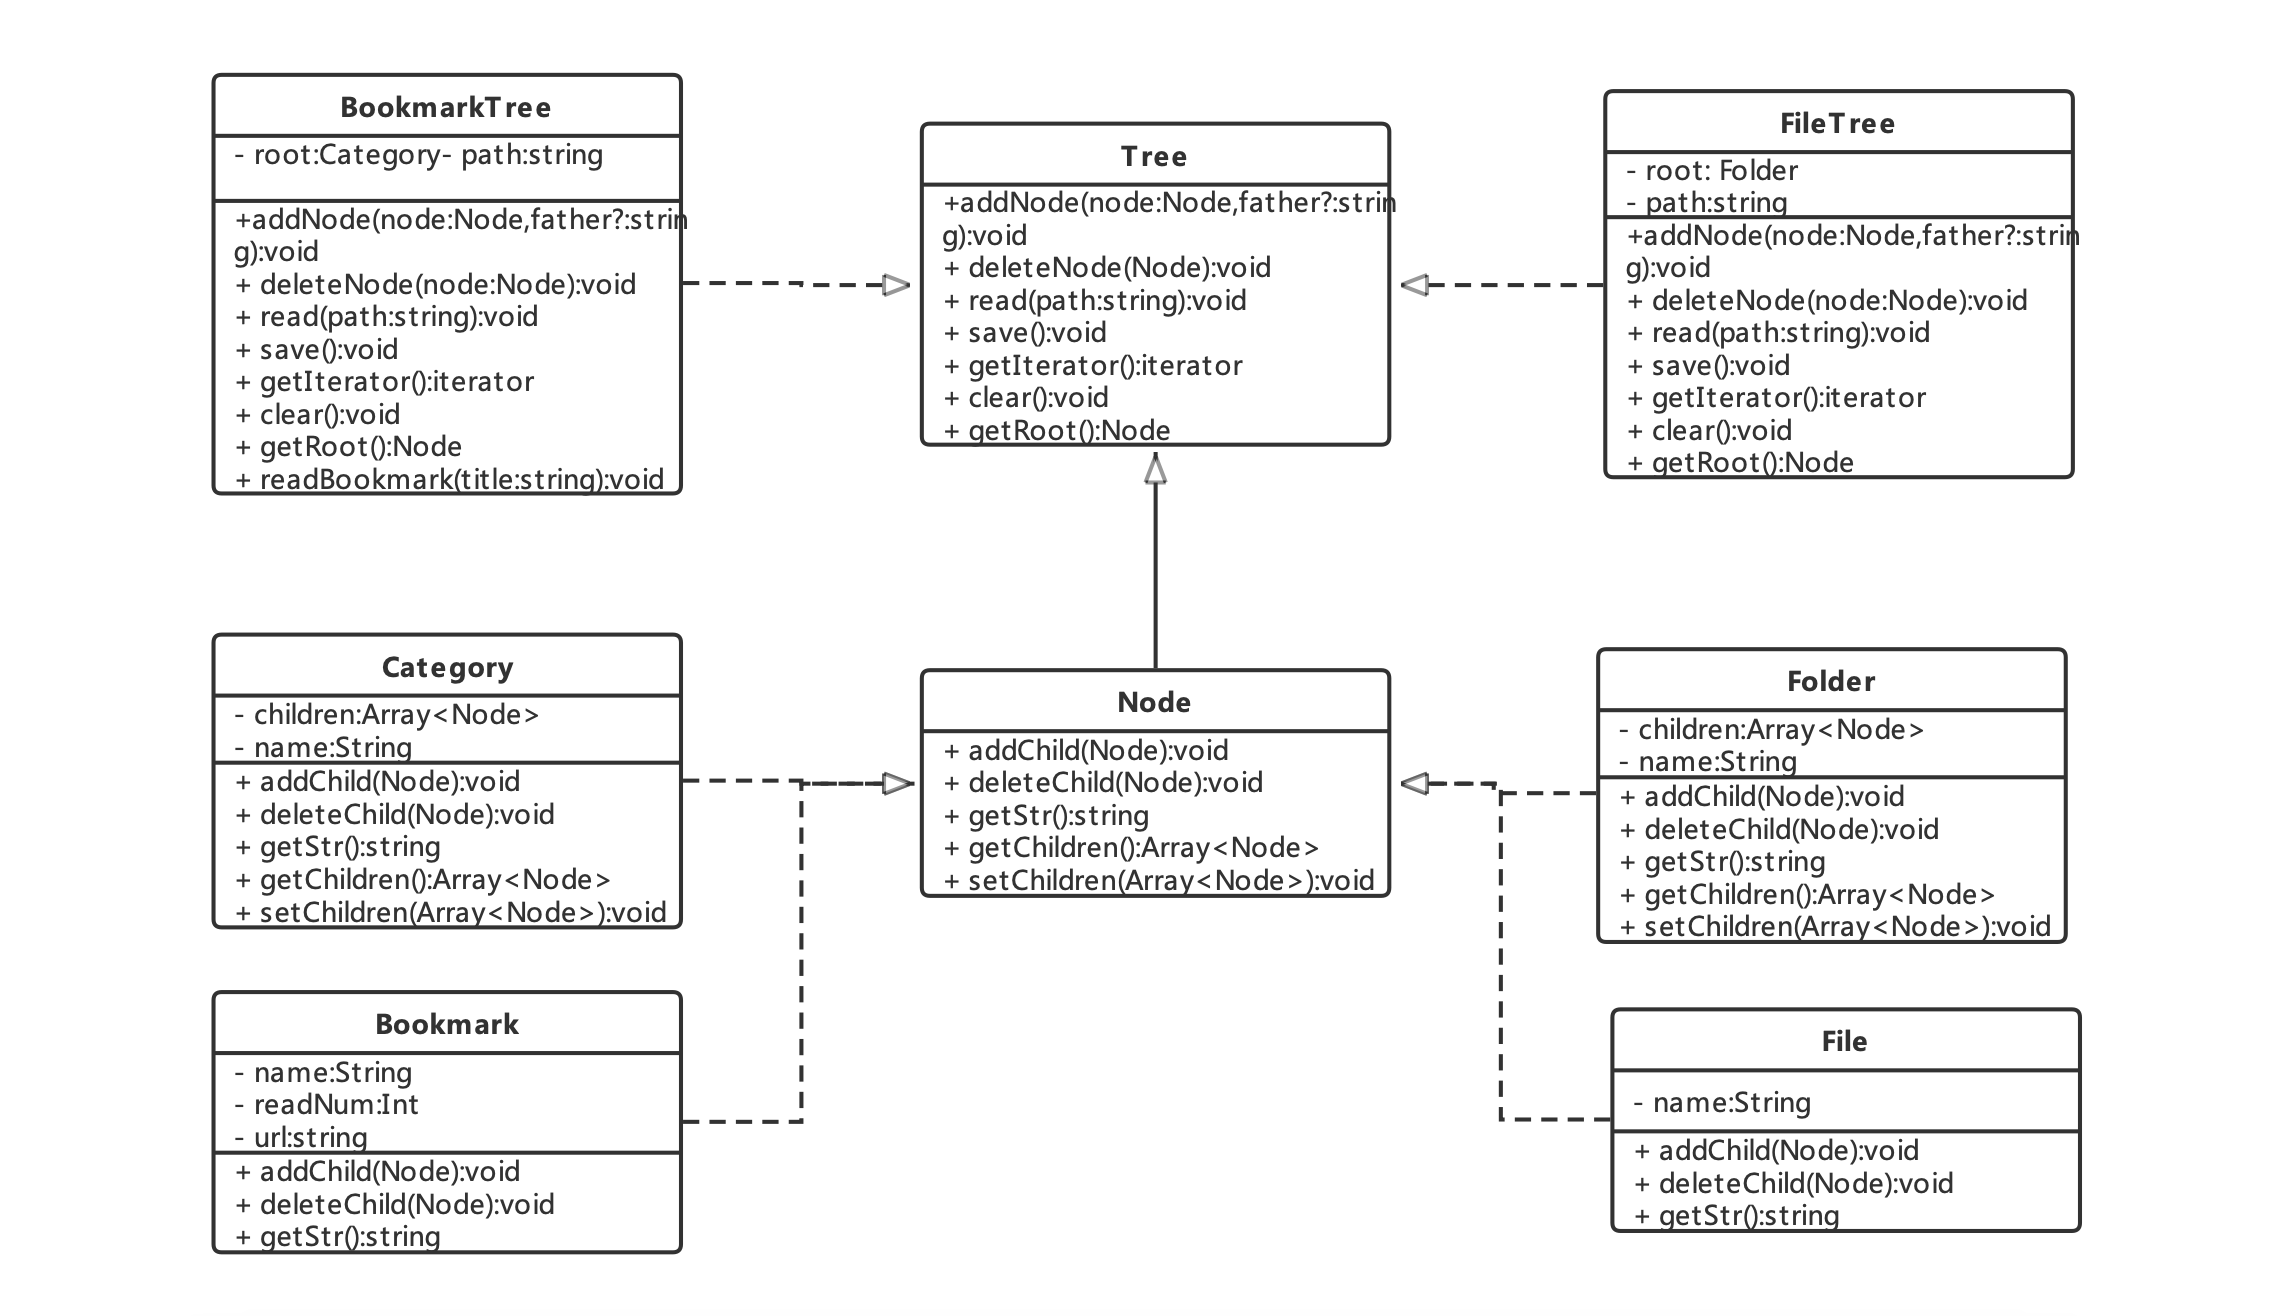 BookmarkTree
- root:Category- path:string
+addNode(node:Node,father?:strin
g):void
+ deleteNode(node:Node):void
+ read(path:string):void
+ save():void
+ getIterator():iterator
+ clear():void
+ getRoot():Node
+ readBookmark(title:string):void
Tree
+addNode(node:Node,father?:strin
g):void
+ deleteNode(Node):void
+ read(path:string):void
+ save():void
+ getIterator():iterator
+ clear():void
+ getRoot():Node
FileTree
- root: Folder
- path:string
+addNode(node:Node,father?:strin
g):void
+ deleteNode(node:Node):void
+ read(path:string):void
+ save():void
+ getIterator():iterator
+ clear():void
+ getRoot():Node
Category
- children:Array<Node>
- name:String
+ addChild(Node):void
+ deleteChild(Node):void
+ getStr():string
+ getChildren():Array<Node>
+ setChildren(Array<Node>):void
Node
+ addChild(Node):void
+ deleteChild(Node):void
+ getStr():string
+ getChildren():Array<Node>
+ setChildren(Array<Node>):void
Folder
- children:Array<Node>
- name:String
+ addChild(Node):void
+ deleteChild(Node):void
+ getStr():string
+ getChildren():Array<Node>
+ setChildren(Array<Node>):void
Bookmark
- name:String
- readNum:Int
- url:string
+ addChild(Node):void
+ deleteChild(Node):void
+ getStr():string
File
- name:String
+ addChild(Node):void
+ deleteChild(Node):void
+ getStr():string